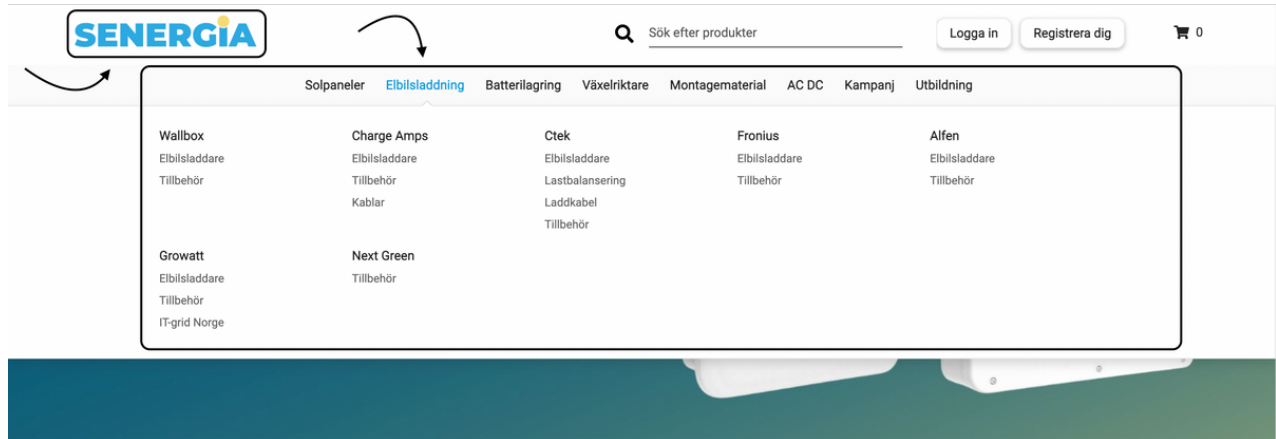 SENERGIA
Sök efter produkter
Logga in
Registrera dig
0
Solpaneler Elbilsladdning Batterilagring Växelriktare Montagematerial AC DC Kampanj Utbildning
Wallbox
Elbilsladdare
Tillbehör
Charge Amps
Elbilsladdare
Tillbehör
Kablar
Ctek
Elbilsladdare
Lastbalansering
Laddkabel
Tillbehör
Fronius
Elbilsladdare
Tillbehör
Alfen
Elbilsladdare
Tillbehör
Growatt
Elbilsladdare
Tillbehör
IT-grid Norge
Next Green
Tillbehör